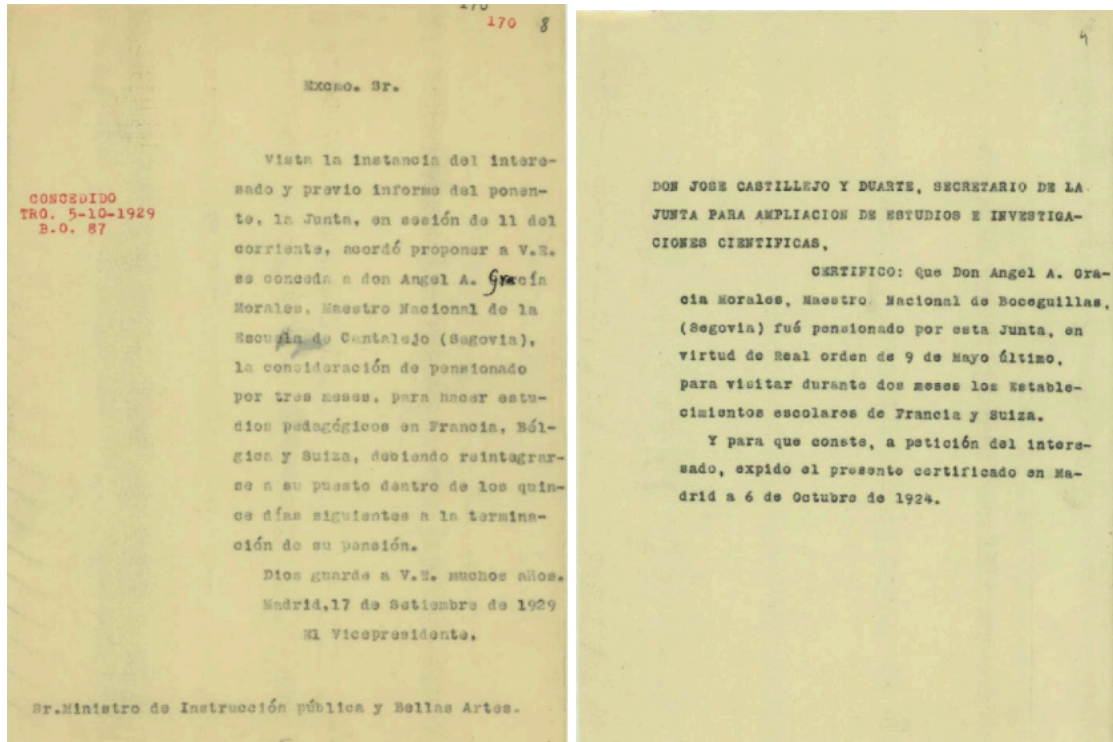 170
170 8
Excmo. Sr.
Vista la instancia del intere-
sado y previo informe del ponen-
te, la Junta, en sesión de 11 del
corriente, acordó proponer a V.E.
se conceda a don Angel A. Gracía
Morales, Maestro Nacional de la
Escuela de Cantalejo (Segovia),
la consideración de pensionado
por tres meses, para hacer estu-
dios pedagógicos en Francia, Bél-
gica y Suiza, debiendo reintegrar-
se a su puesto dentro de los quin-
ce días siguientes a la termina-
ción de su pensión.
Dios guarde a V.E. muchos años.
Madrid,17 de Setiembre de 1929
El Vicepresidente,
Sr.Ministro de Instrucción pública y Bellas Artes.
CONCEDIDO
TRO. 5-10-1929
B.O. 87
DON JOSE CASTILLEJO Y DUARTE, SECRETARIO DE LA
JUNTA PARA AMPLIACION DE ESTUDIOS E INVESTIGA-
CIONES CIENTIFICAS,
CERTIFICO: Que Don Angel A. Gra-
cia Morales, Maestro Nacional de Boceguillas,
(Segovia) fué pensionado por esta Junta, en
virtud de Real orden de 9 de Mayo último,
para visitar durante dos meses los Estable-
cimientos escolares de Francia y Suiza.
Y para que conste, a petición del intere-
sado, expido el presente certificado en Ma-
drid a 6 de Octubre de 1924.